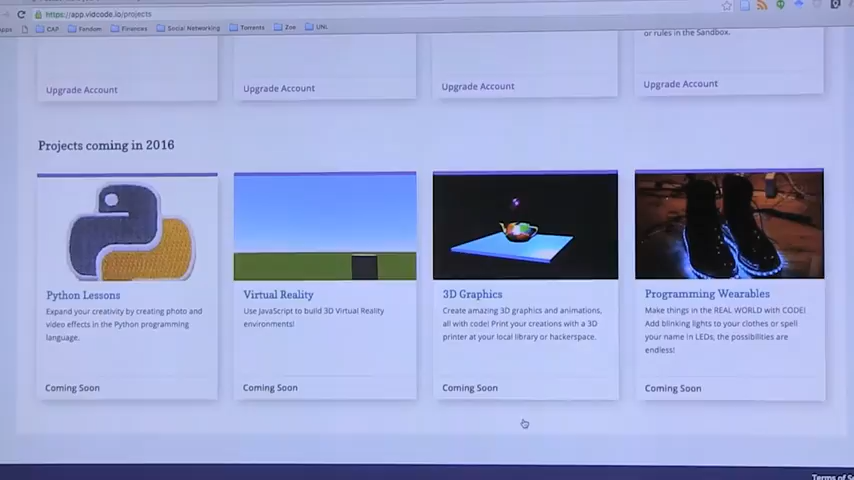 https://app.vidcode.io/projects
CAP Fandom Finances Social Networking Torrents Zoe UNL
or rules in the Sandbox.
Upgrade Account Upgrade Account Upgrade Account Upgrade Account
Projects coming in 2016
Python Lessons
Expand your creativity by creating photo and
video effects in the Python programming
language.
Coming Soon
Virtual Reality
Use JavaScript to build 3D Virtual Reality
environments!
Coming Soon
3D Graphics
Create amazing 3D graphics and animations,
all with code! Print your creations with a 3D
printer at your local library or hackerspace.
Coming Soon
Programming Wearables
Make things in the REAL WORLD with CODE!
Add blinking lights to your clothes or spell
your name in LEDs, the possibilities are
endless!
Coming Soon
Terms of S